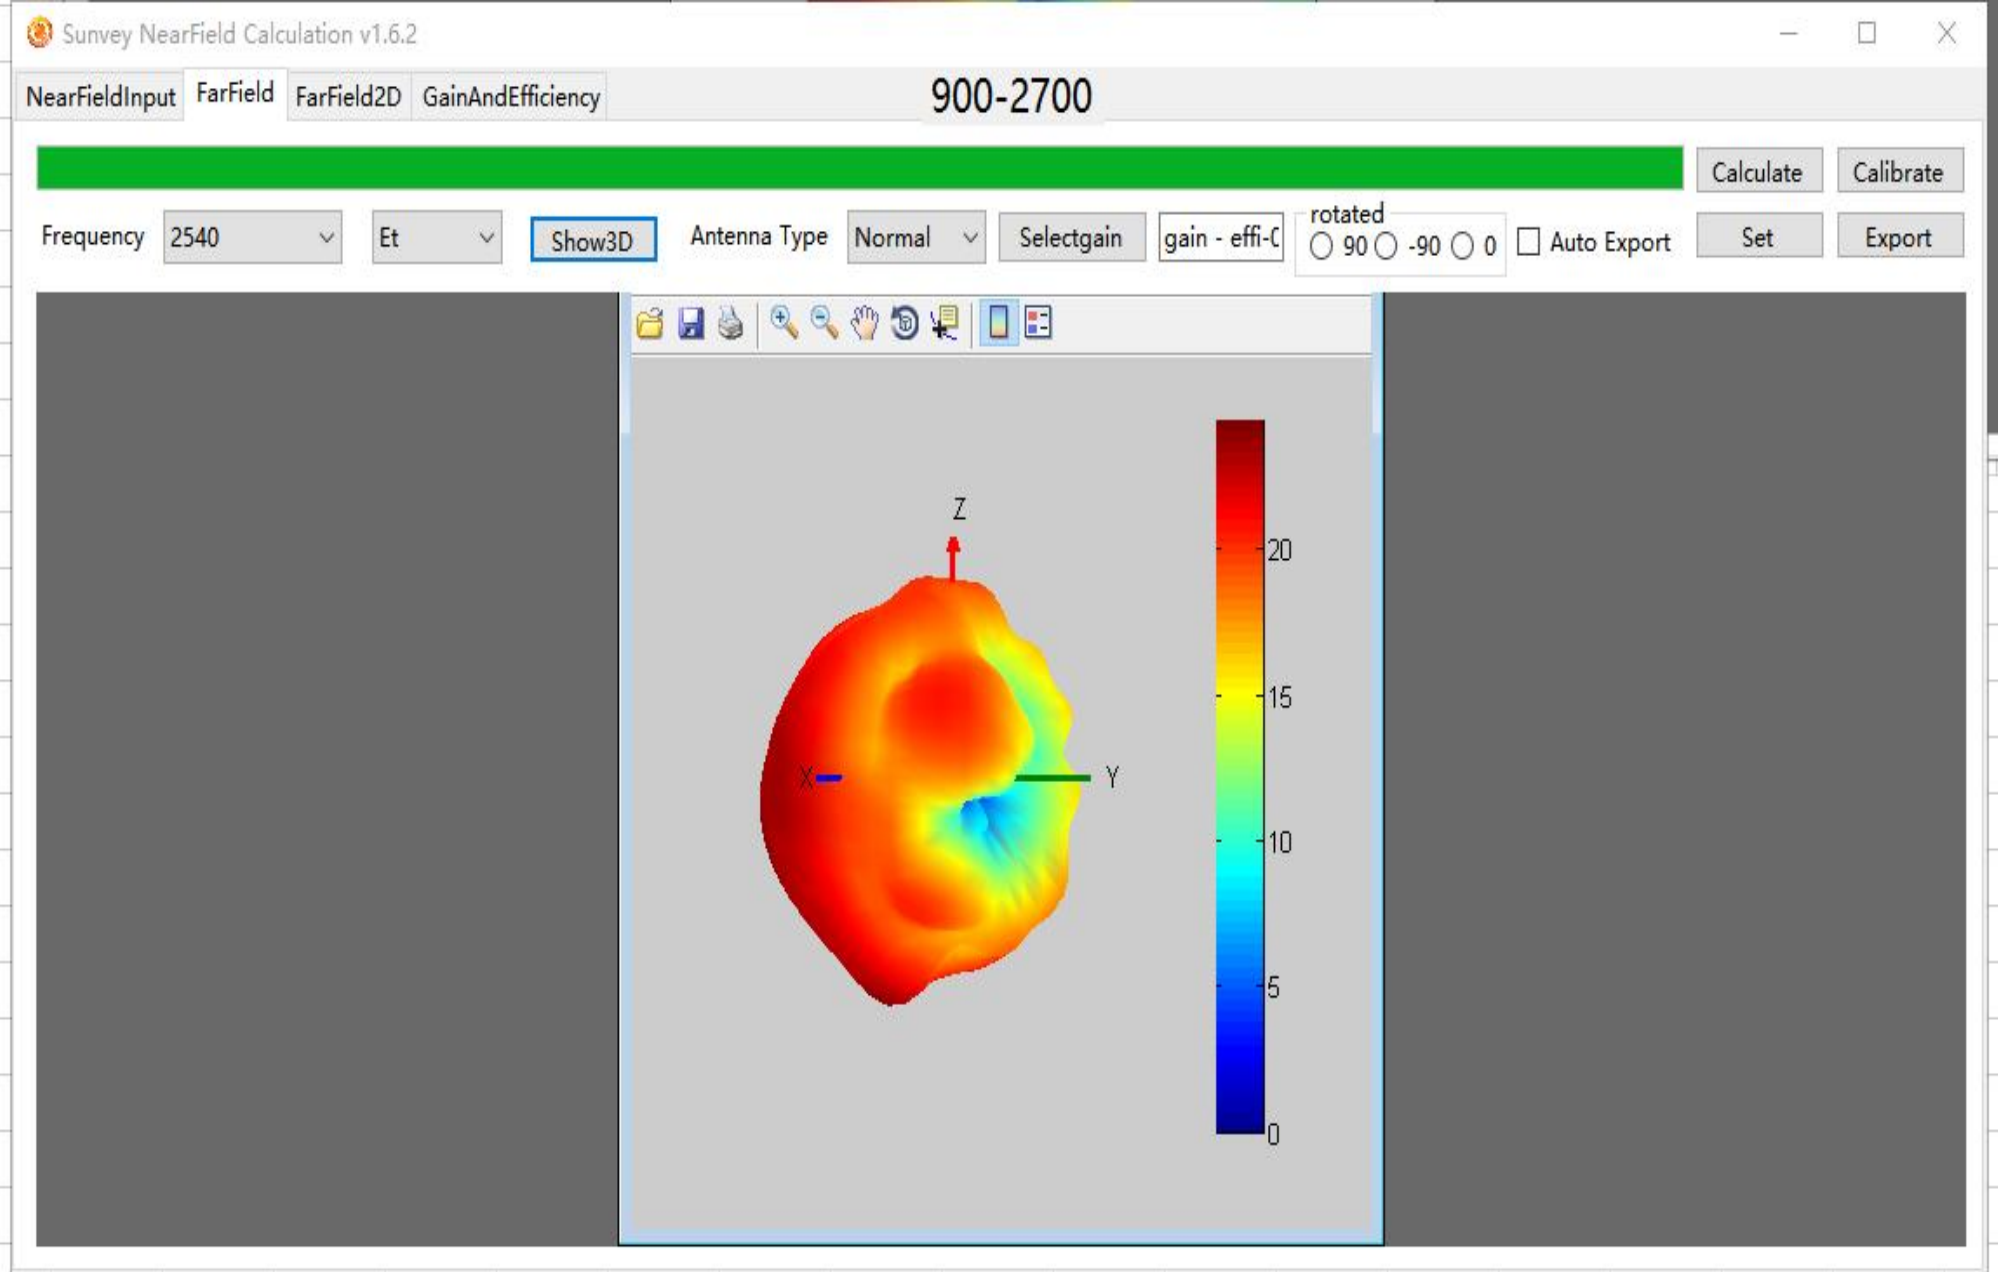 Sunvey NearField Calculation v1.6.2
NearFieldInput FarField FarField2D GainAndEfficiency 900-2700
Calculate Calibrate
Frequency 2540 Et Show3D Antenna Type Normal Selectgain gain - effi-C rotated 90 -90 0 Auto Export Set Export
Z
X Y
20
15
10
5
0